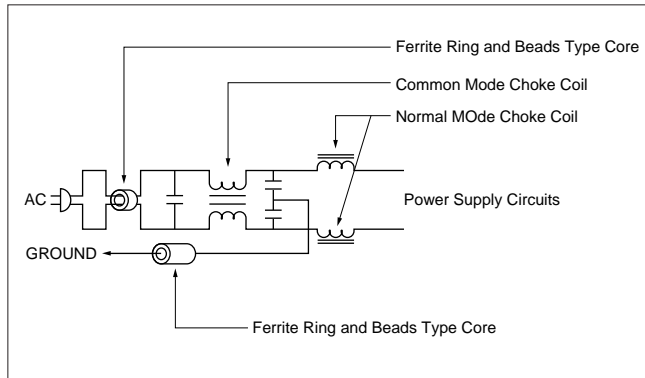 Ferrite Ring and Beads Type Core
Common Mode Choke Coil
Normal MOde Choke Coil
AC
Power Supply Circuits
GROUND
Ferrite Ring and Beads Type Core